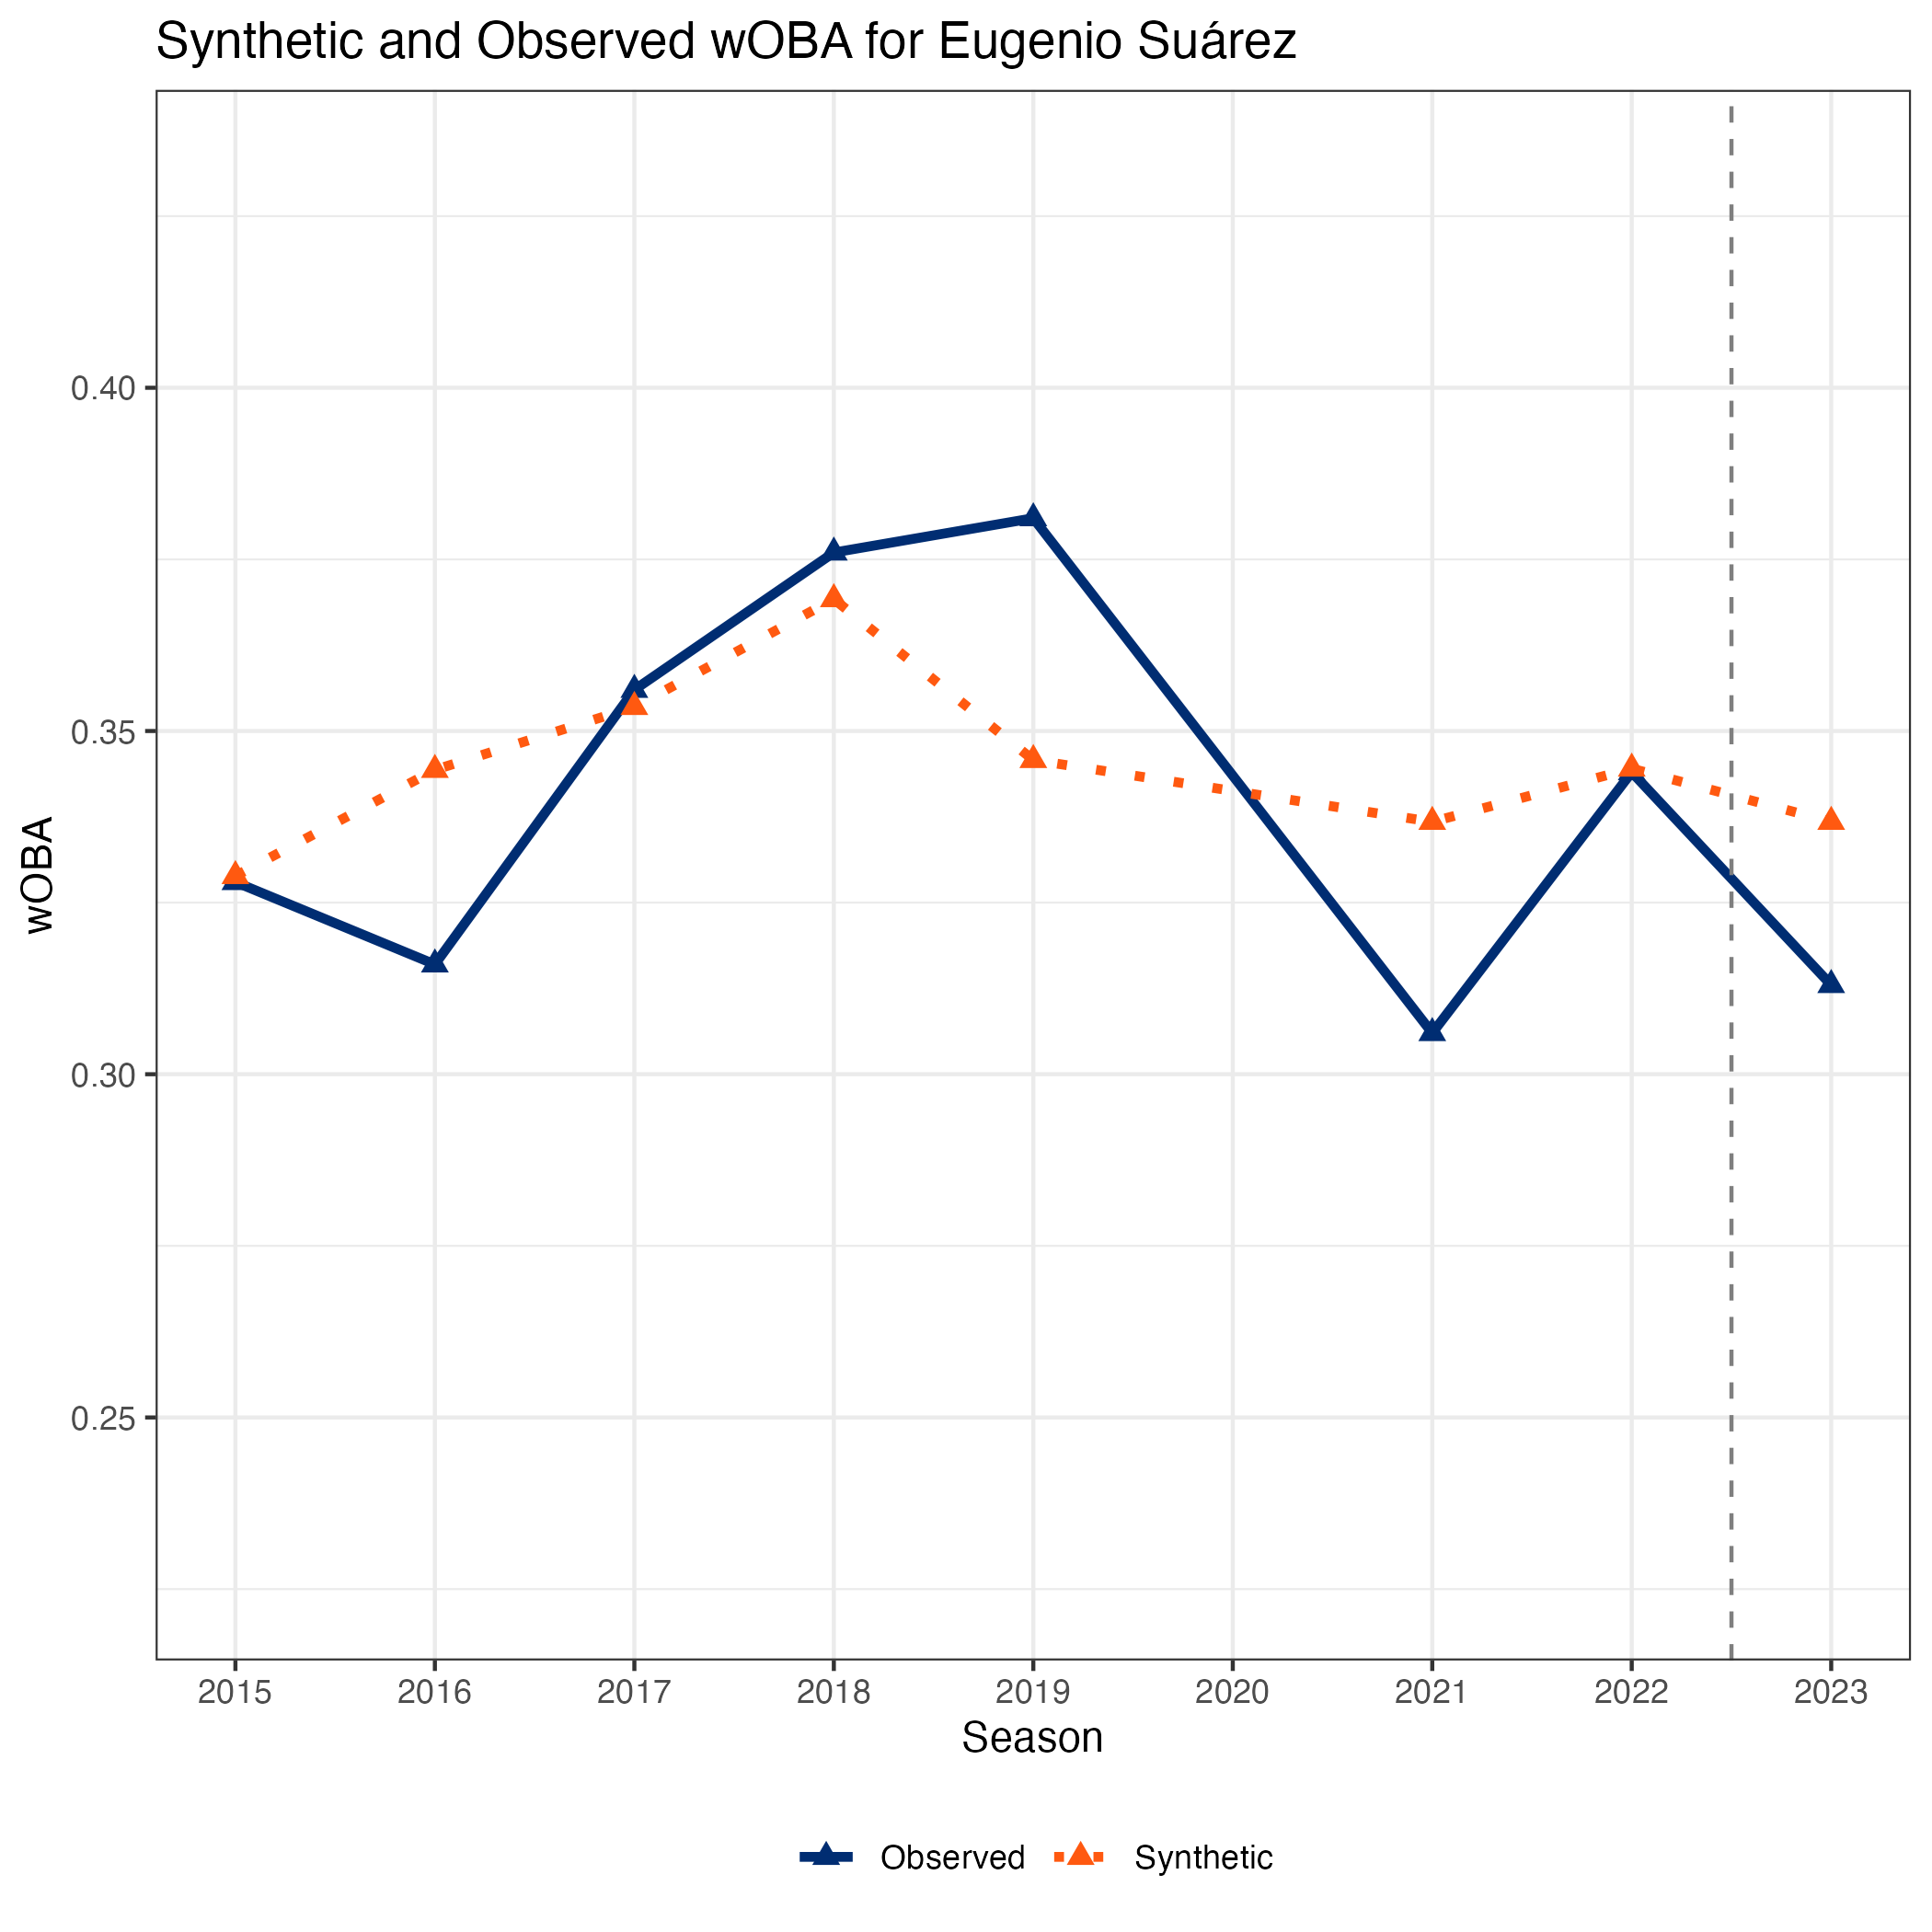 Synthetic and Observed wOBA for Eugenio Suárez
0.40
0.35
0.30
0.25
wOBA
2015 2016 2017 2018 2019 2020 2021 2022 2023
Season
Observed Synthetic